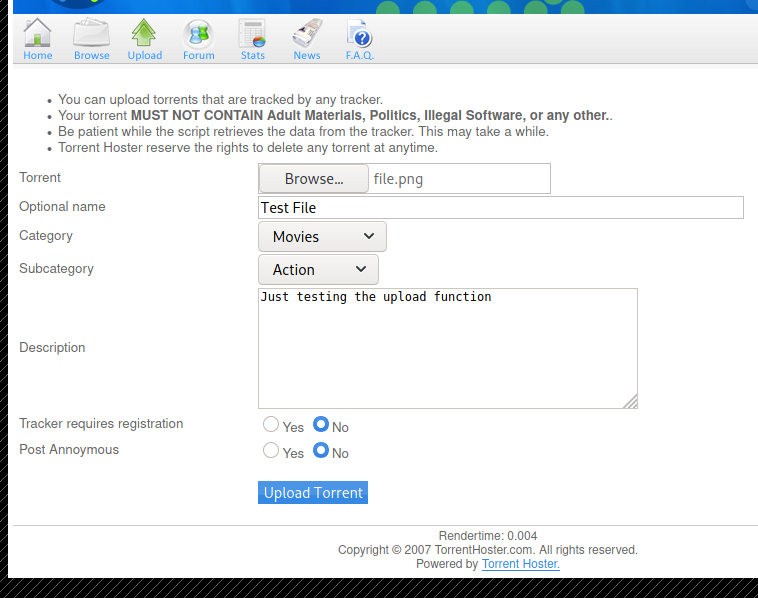 Home Browse Upload Forum Stats News F.A.Q.
You can upload torrents that are tracked by any tracker.
Your torrent MUST NOT CONTAIN Adult Materials, Politics, Illegal Software, or any other..
Be patient while the script retrieves the data from the tracker. This may take a while.
Torrent Hoster reserve the rights to delete any torrent at anytime.
Torrent Browse... file.png
Optional name Test File
Category Movies
Subcategory Action
Just testing the upload function
Description
Tracker requires registration Yes No
Post Annoymous Yes No
Upload Torrent
Rendertime: 0.004
Copyright © 2007 TorrentHoster.com. All rights reserved.
Powered by Torrent Hoster.